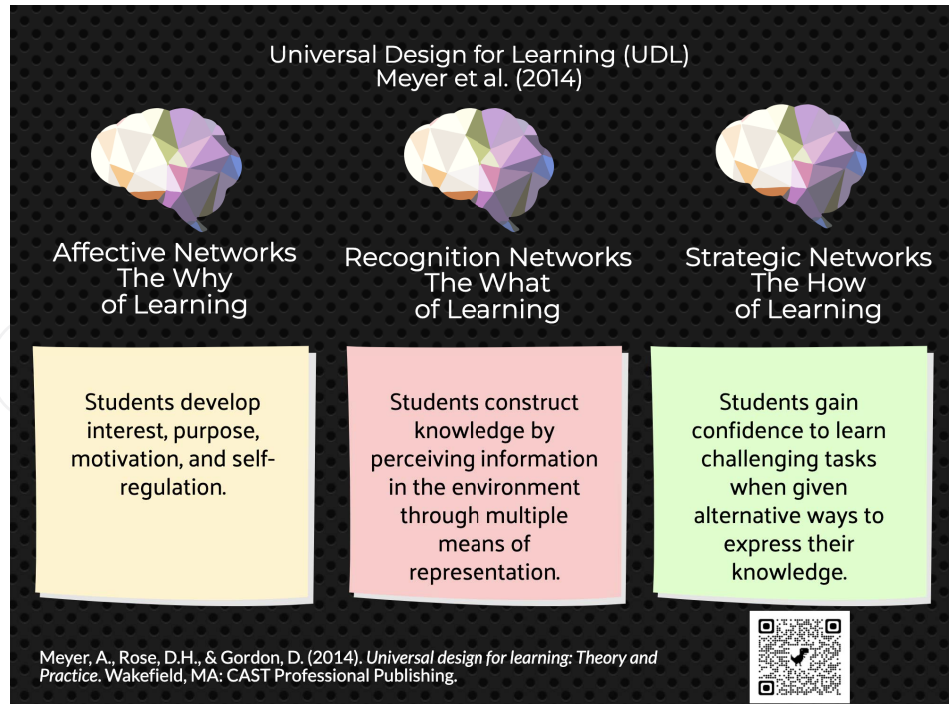 Universal Design for Learning (UDL)
Meyer et al. (2014)
Affective Networks
The Why
of Learning
Students develop
interest, purpose,
motivation, and self-
regulation.
Recognition Networks
The What
of Learning
Students construct
knowledge by
perceiving information
in the environment
through multiple
means of
representation.
Strategic Networks
The How
of Learning
Students gain
confidence to learn
challenging tasks
when given
alternative ways to
express their
knowledge.
Meyer, A., Rose, D.H., & Gordon, D. (2014). Universal design for learning: Theory and
Practice. Wakefield, MA: CAST Professional Publishing.